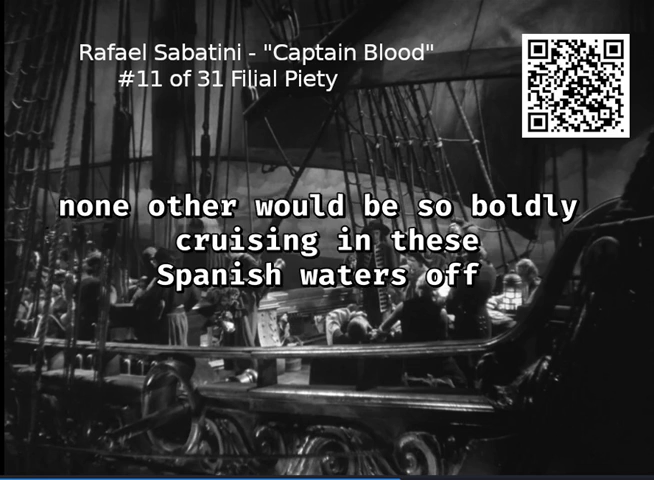 Rafael Sabatini - "Captain Blood"
#11 of 31 Filial Piety
none other would be so boldly
cruising in these
Spanish waters off